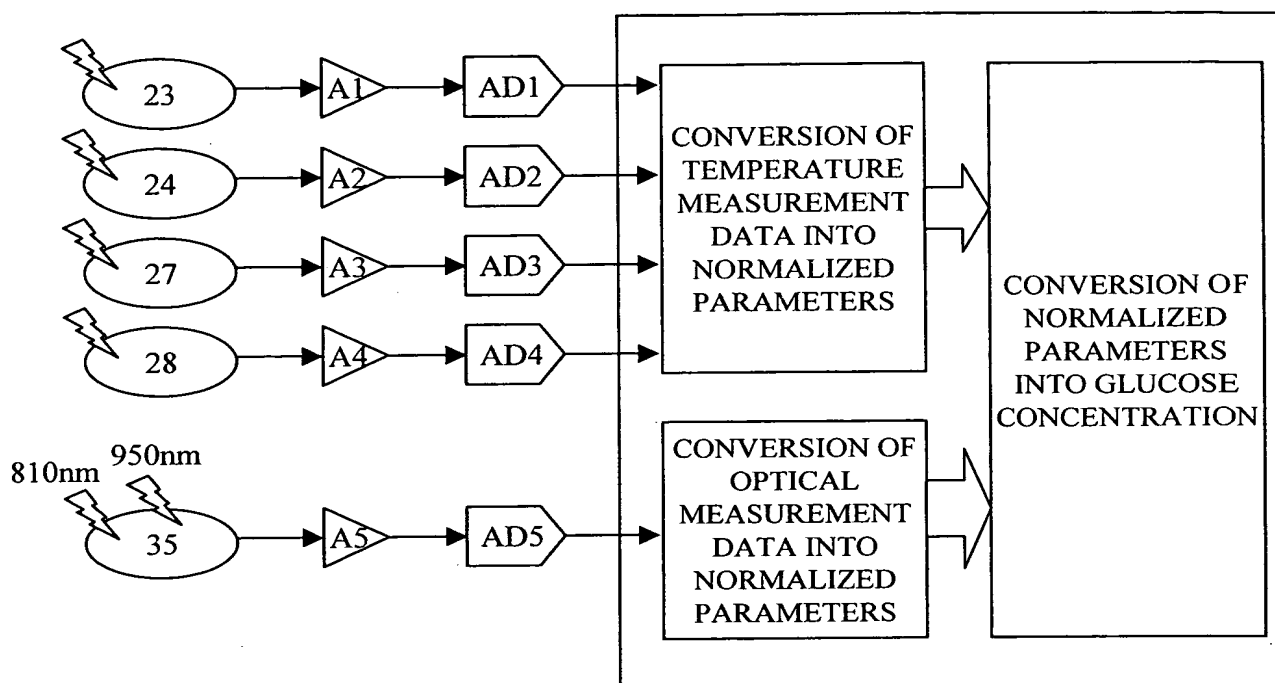 23
A1
AD1
24
A2
AD2
27
A3
AD3
28
A4
AD4
CONVERSION OF
TEMPERATURE
MEASUREMENT
DATA INTO
NORMALIZED
PARAMETERS
810nm
950nm
35
A5
AD5
CONVERSION OF
OPTICAL
MEASUREMENT
DATA INTO
NORMALIZED
PARAMETERS
CONVERSION OF
NORMALIZED
PARAMETERS
INTO GLUCOSE
CONCENTRATION